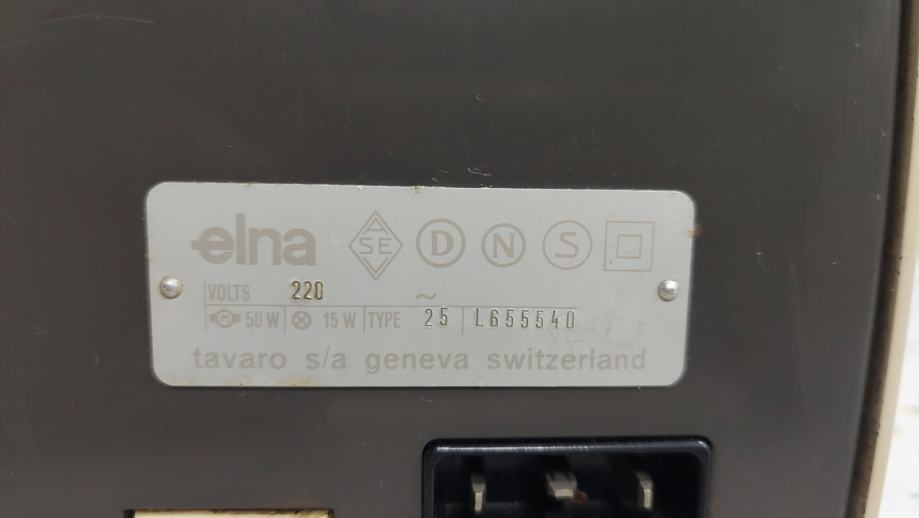 elna ASE D N S
VOLTS 220 ~
M 50 W 15 W TYPE 25 L655540
tavaro s/a geneva switzerland